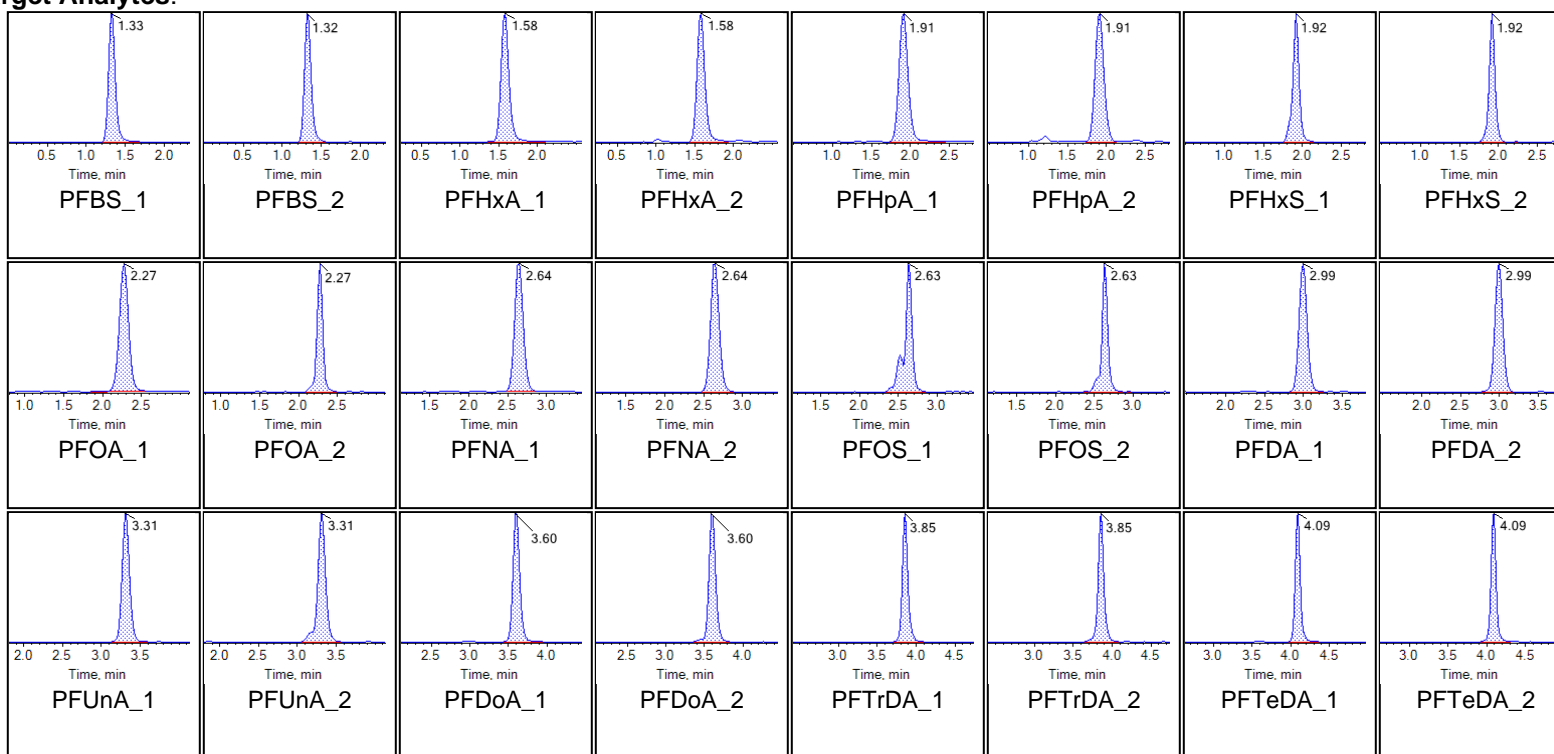 rget Analytes:
1.33 1.32 1.58 1.58 1.91 1.91 1.92 1.92
0.5 1.0 1.5 2.0 0.5 1.0 1.5 2.0 0.5 1.0 1.5 2.0 0.5 1.0 1.5 2.0 1.0 1.5 2.0 2.5 1.0 1.5 2.0 2.5 1.0 1.5 2.0 2.5 1.0 1.5 2.0 2.5
Time, min Time, min Time, min Time, min Time, min Time, min Time, min Time, min
PFBS_1 PFBS_2 PFHxA_1 PFHxA_2 PFHpA_1 PFHpA_2 PFHxS_1 PFHxS_2
2.27 2.27 2.64 2.64 2.63 2.63 2.99 2.99
1.0 1.5 2.0 2.5 1.0 1.5 2.0 2.5 1.5 2.0 2.5 3.0 1.5 2.0 2.5 3.0 1.5 2.0 2.5 3.0 1.5 2.0 2.5 3.0 2.0 2.5 3.0 3.5 2.0 2.5 3.0 3.5
Time, min Time, min Time, min Time, min Time, min Time, min Time, min Time, min
PFOA_1 PFOA_2 PFNA_1 PFNA_2 PFOS_1 PFOS_2 PFDA_1 PFDA_2
3.31 3.31 3.60 3.60 3.85 3.85 4.09 4.09
2.0 2.5 3.0 3.5 2.0 2.5 3.0 3.5 2.5 3.0 3.5 4.0 2.5 3.0 3.5 4.0 3.0 3.5 4.0 4.5 3.0 3.5 4.0 4.5 3.0 3.5 4.0 4.5 3.0 3.5 4.0 4.5
Time, min Time, min Time, min Time, min Time, min Time, min Time, min Time, min
PFUnA_1 PFUnA_2 PFDoA_1 PFDoA_2 PFTrDA_1 PFTrDA_2 PFTeDA_1 PFTeDA_2